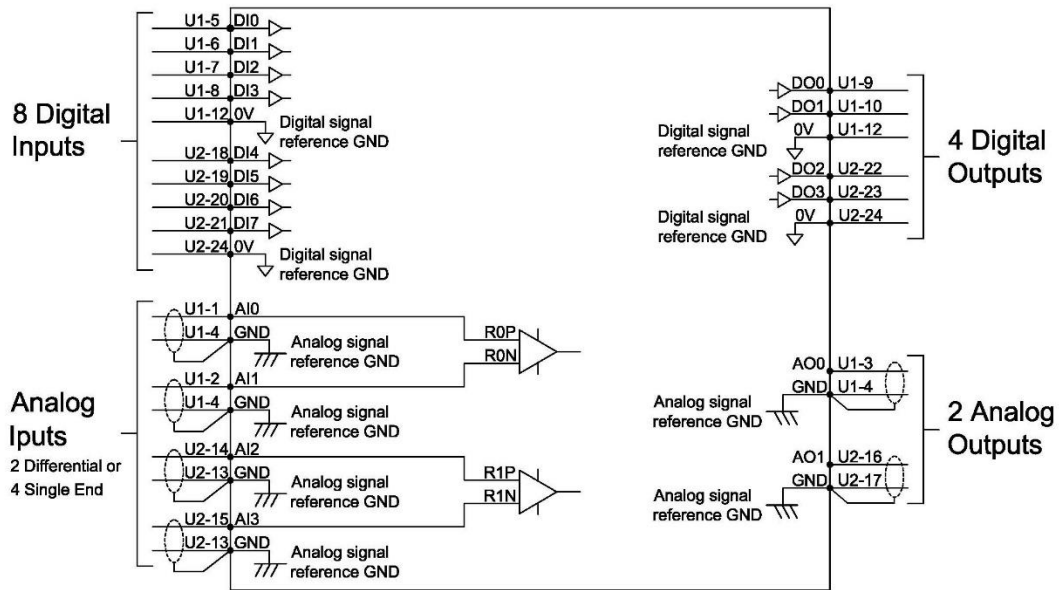 8 Digital
Inputs
U1-5 DI0
U1-6 DI1
U1-7 DI2
U1-8 DI3
U1-12 0V
Digital signal
reference GND
U2-18 DI4
U2-19 DI5
U2-20 DI6
U2-21 DI7
U2-24 0V
Digital signal
reference GND
Analog
Iputs
2 Differential or
4 Single End
U1-1 AI0
U1-4 GND
Analog signal
reference GND
U1-2 AI1
U1-4 GND
Analog signal
reference GND
R0P
R0N
U2-14 AI2
U2-13 GND
Analog signal
reference GND
U2-15 AI3
U2-13 GND
Analog signal
reference GND
R1P
R1N
DO0 U1-9
DO1 U1-10
0V U1-12
Digital signal
reference GND
DO2 U2-22
DO3 U2-23
0V U2-24
Digital signal
reference GND
4 Digital
Outputs
AO0 U1-3
GND U1-4
Analog signal
reference GND
AO1 U2-16
GND U2-17
Analog signal
reference GND
2 Analog
Outputs